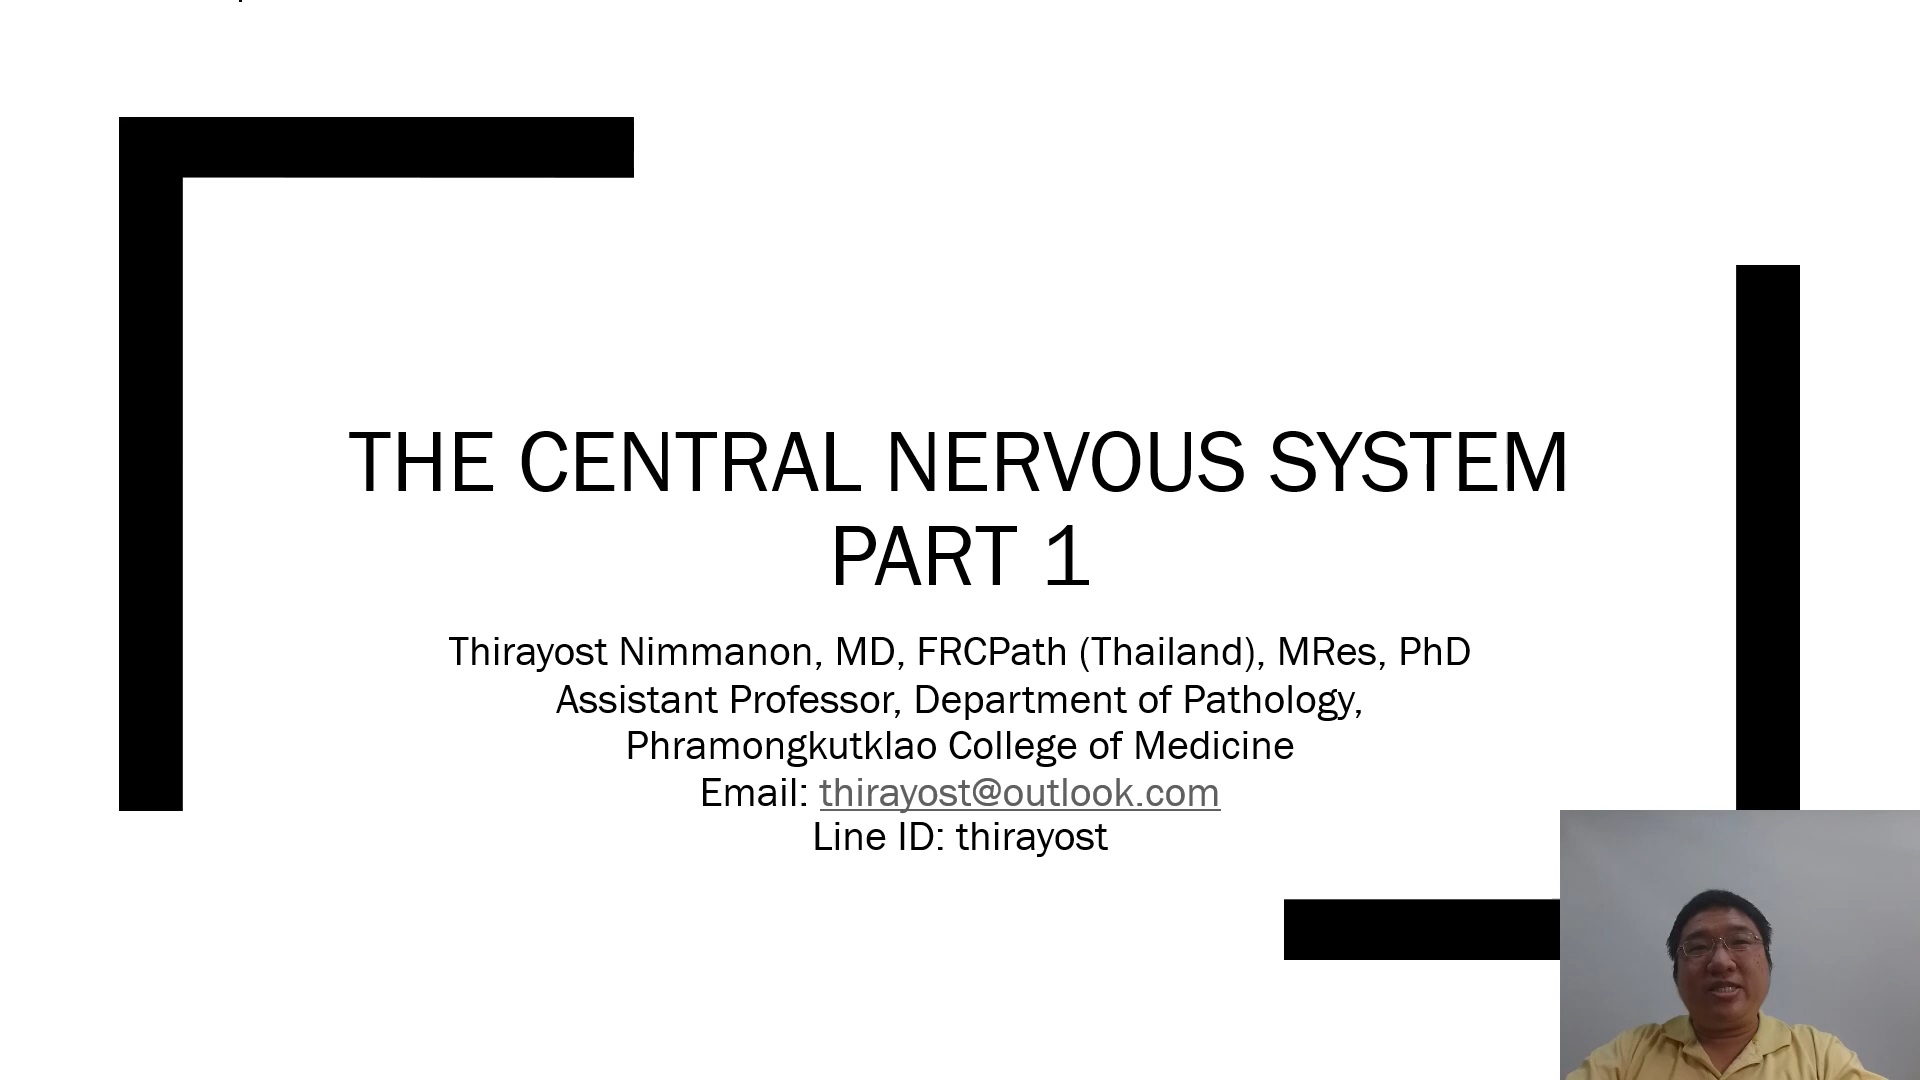 THE CENTRAL NERVOUS SYSTEM
PART 1
Thirayost Nimmanon, MD, FRCPath (Thailand), MRes, PhD
Assistant Professor, Department of Pathology,
Phramongkutklao College of Medicine
Email: thirayost@outlook.com
Line ID: thirayost